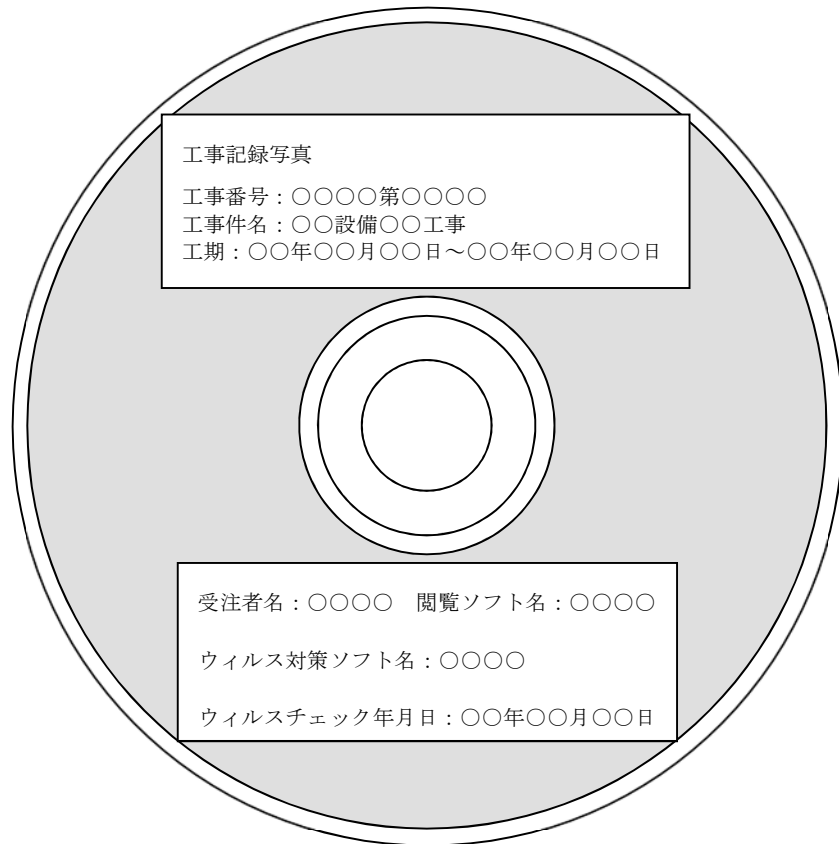 工事記録写真
工事番号：○○○○第○○○○
工事件名：○○設備○○工事
工期：○○年○○月○○日～○○年○○月○○日
受注者名：○○○○　閲覧ソフト名：○○○○
ウィルス対策ソフト名：○○○○
ウィルスチェック年月日：○○年○○月○○日